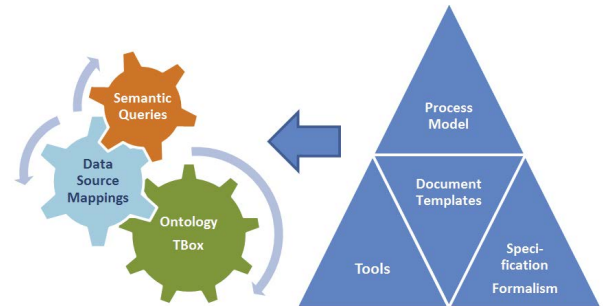 Semantic
Queries
Data
Source
Mappings
Ontology
TBox
Process
Model
Document
Templates
Tools
Speci-
fication
Formalism